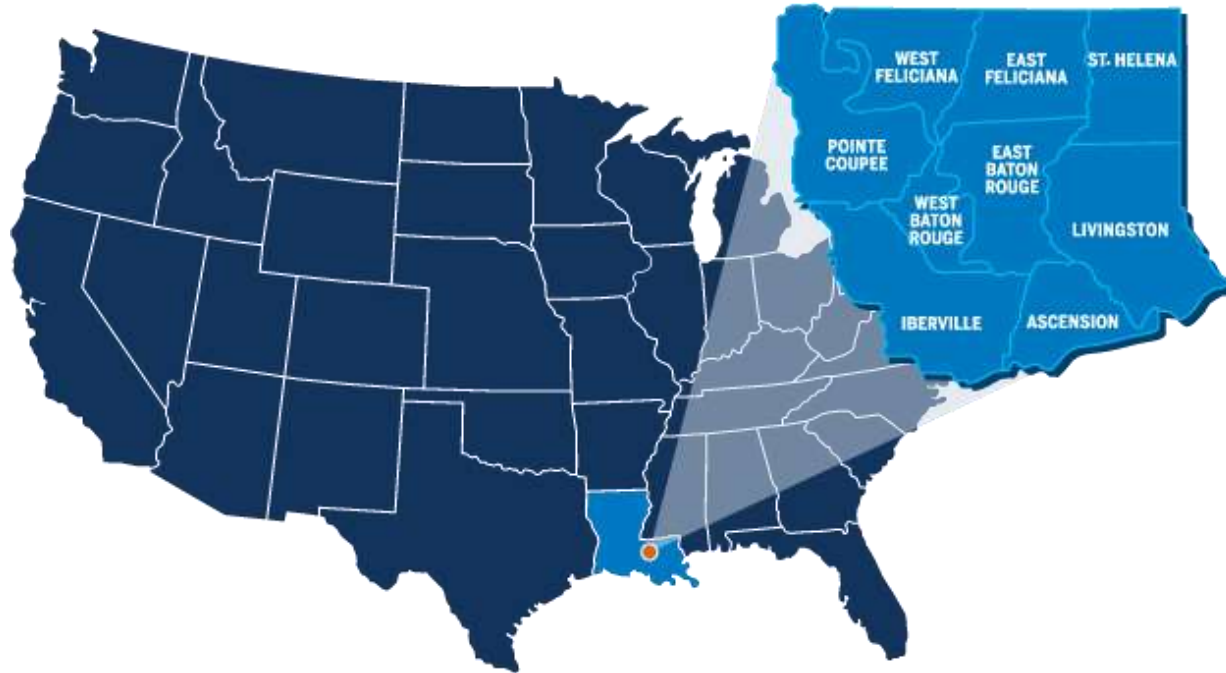 WEST
FELICIANA
EAST
FELICIANA
ST. HELENA
POINTE
COUPEE
EAST
BATON
ROUGE
WEST
BATON
ROUGE
LIVINGSTON
IBERVILLE
ASCENSION